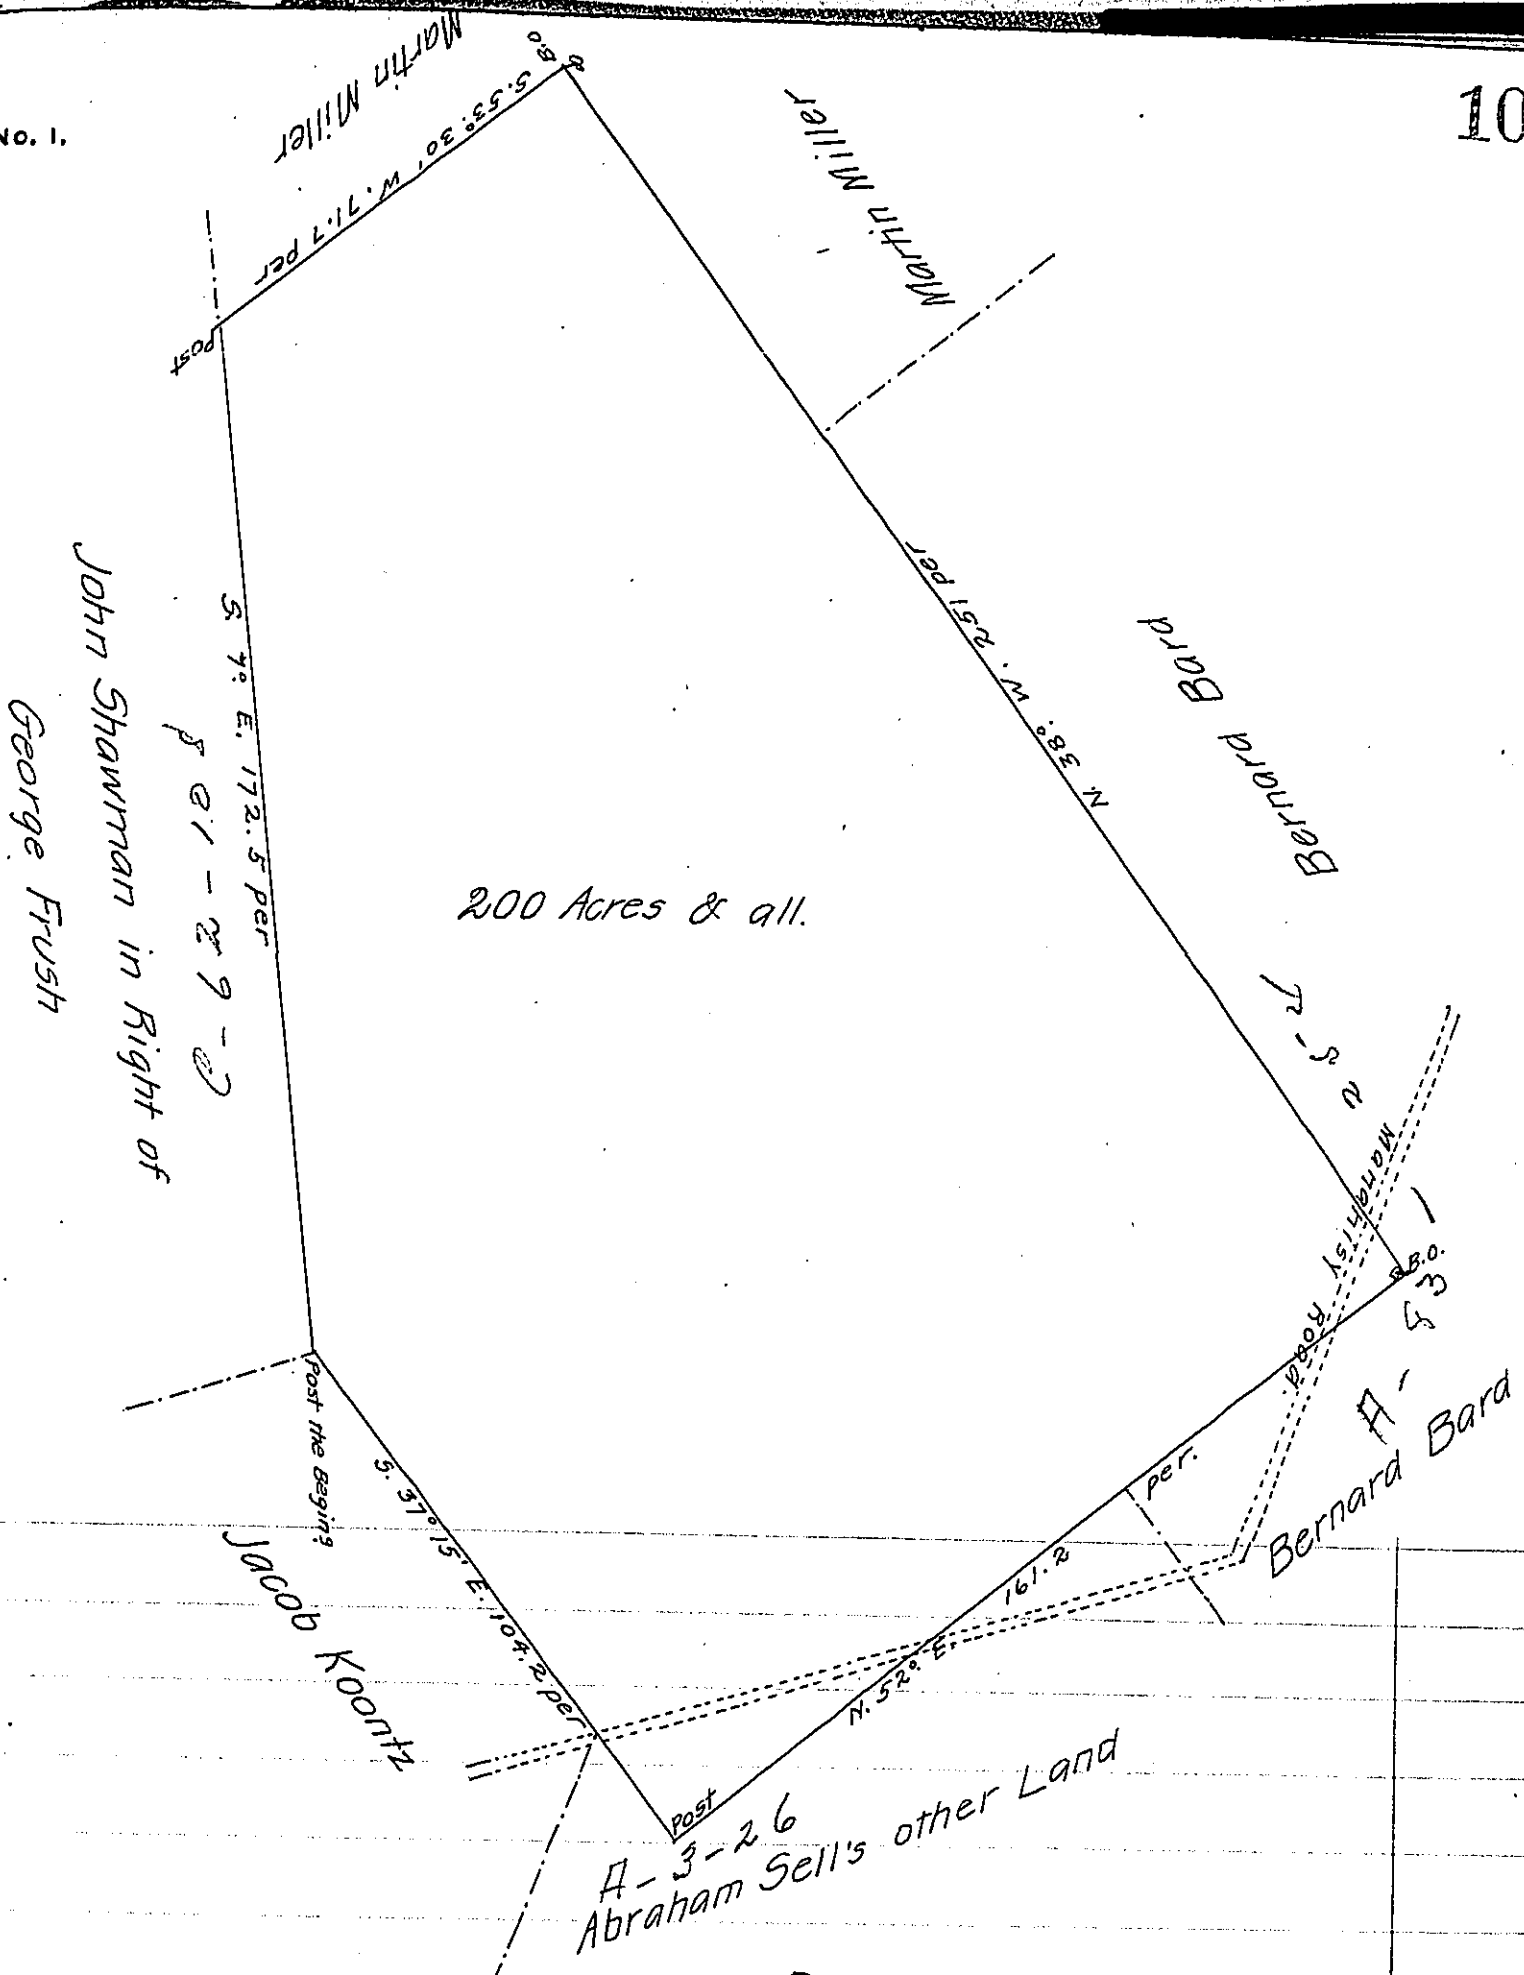 No. 1.
10
Martin Miller
B.O
S. 53° 30' W. 71.7 per
Martin Miller
Post
N. 38° W. 251 per
Bernard Bard
S. 7° E. 172.5 per
John Shawman in Right of
George Frush
200 Acres & all.
Manahisy Road.
B.O.
Post the Begin'g
S. 37° 15' E. 104.2 per
Jacob Koontz
N. 52° E. 161.2 per.
Bernard Bard
Post
A-3-26
Abraham Sell's other Land